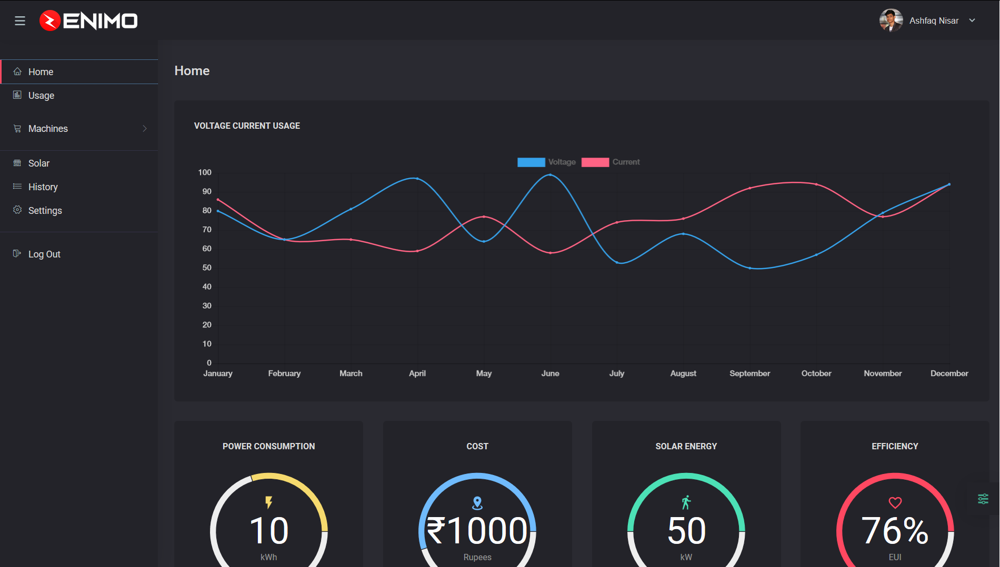 ENIMO
Ashfaq Nisar
Home
Usage
Machines
Solar
History
Settings
Log Out
Home
VOLTAGE CURRENT USAGE
Voltage Current
100
90
80
70
60
50
40
30
20
10
0
January February March April May June July August September October November December
POWER CONSUMPTION
10
kWh
COST
₹1000
Rupees
SOLAR ENERGY
50
kW
EFFICIENCY
76%
EUI